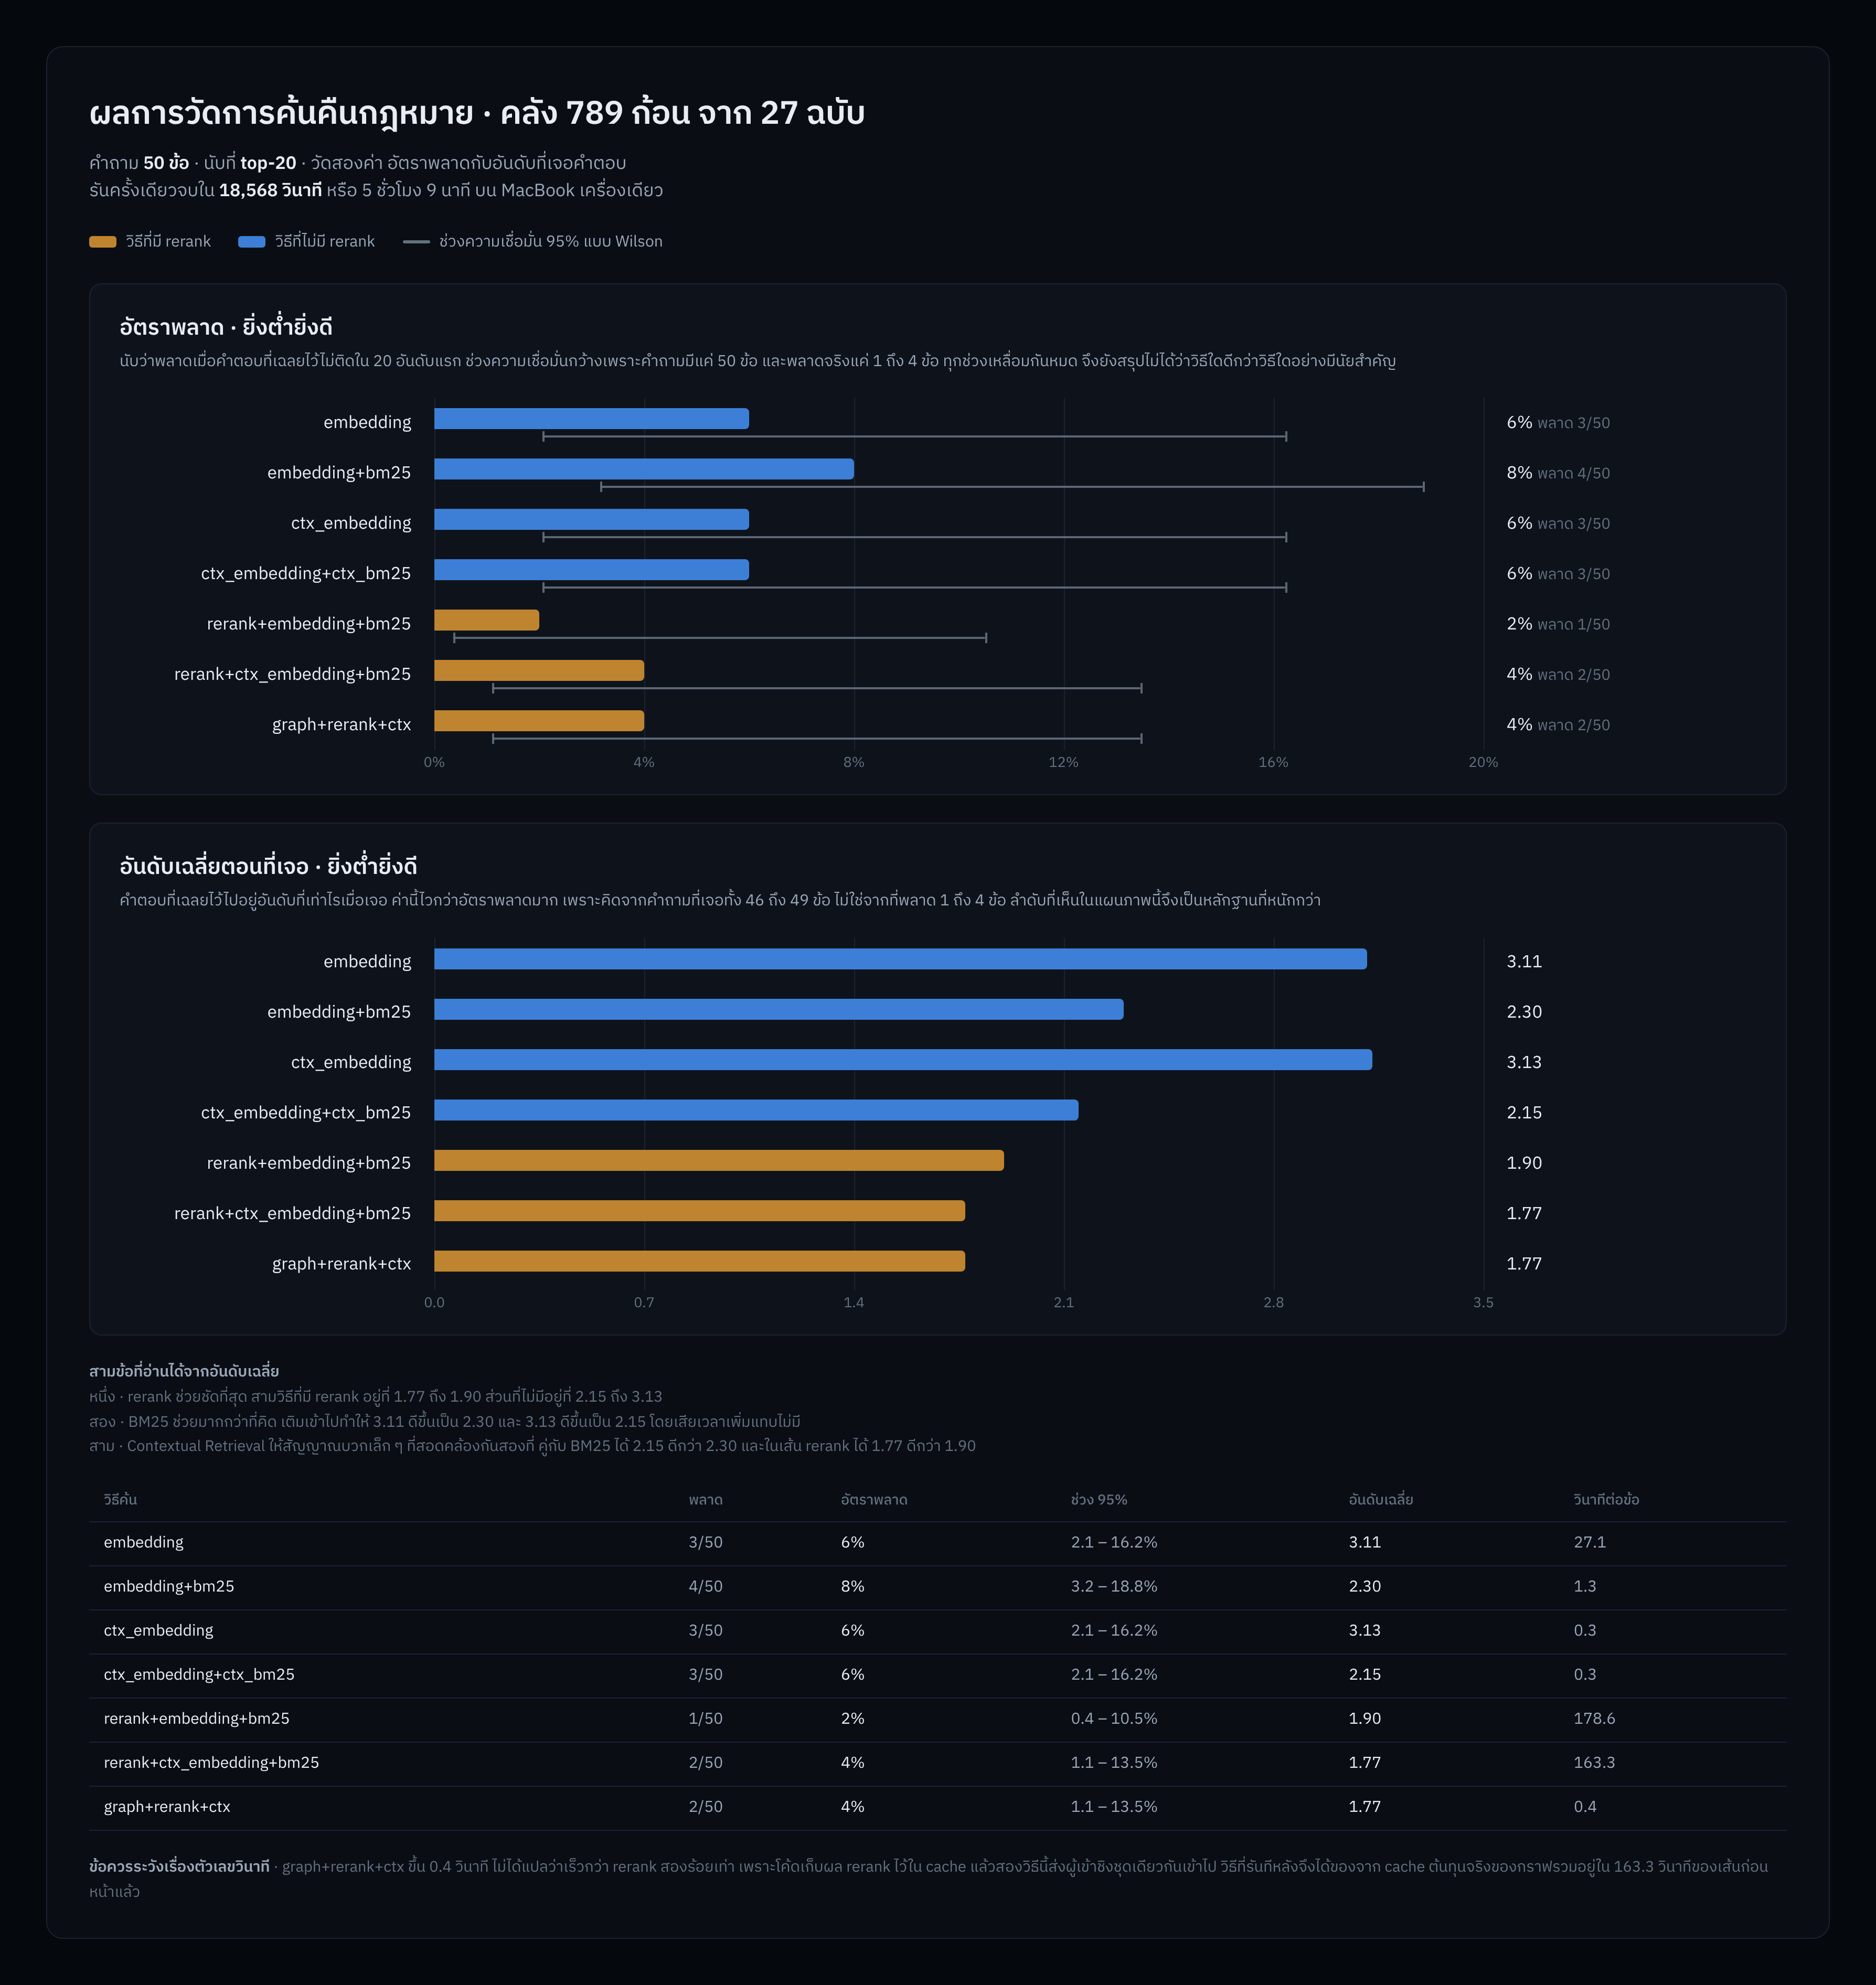 ผลการวัดการค้นคืนกฎหมาย · คลัง 789 ก้อน จาก 27 ฉบับ
คำถาม 50 ข้อ · นับที่ top-20 · วัดสองค่า อัตราพลาดกับอันดับที่เจอคำตอบ
รันครั้งเดียวจบใน 18,568 วินาที หรือ 5 ชั่วโมง 9 นาที บน MacBook เครื่องเดียว
วิธีที่มี rerank วิธีที่ไม่มี rerank ช่วงความเชื่อมั่น 95% แบบ Wilson
อัตราพลาด · ยิ่งต่ำยิ่งดี
นับว่าพลาดเมื่อคำตอบที่เฉลยไว้ไม่ติดใน 20 อันดับแรก ช่วงความเชื่อมั่นกว้างเพราะคำถามมีแค่ 50 ข้อ และพลาดจริงแค่ 1 ถึง 4 ข้อ ทุกช่วงเหลื่อมกันหมด จึงยังสรุปไม่ได้ว่าวิธีใดดีกว่าวิธีใดอย่างมีนัยสำคัญ
embedding 6% พลาด 3/50
embedding+bm25 8% พลาด 4/50
ctx_embedding 6% พลาด 3/50
ctx_embedding+ctx_bm25 6% พลาด 3/50
rerank+embedding+bm25 2% พลาด 1/50
rerank+ctx_embedding+bm25 4% พลาด 2/50
graph+rerank+ctx 4% พลาด 2/50
0% 4% 8% 12% 16% 20%
อันดับเฉลี่ยตอนที่เจอ · ยิ่งต่ำยิ่งดี
คำตอบที่เฉลยไว้ไปอยู่อันดับที่เท่าไรเมื่อเจอ ค่านี้ไวกว่าอัตราพลาดมาก เพราะคิดจากคำถามที่เจอทั้ง 46 ถึง 49 ข้อ ไม่ใช่จากที่พลาด 1 ถึง 4 ข้อ ลำดับที่เห็นในแผนภาพนี้จึงเป็นหลักฐานที่หนักกว่า
embedding 3.11
embedding+bm25 2.30
ctx_embedding 3.13
ctx_embedding+ctx_bm25 2.15
rerank+embedding+bm25 1.90
rerank+ctx_embedding+bm25 1.77
graph+rerank+ctx 1.77
0.0 0.7 1.4 2.1 2.8 3.5
สามข้อที่อ่านได้จากอันดับเฉลี่ย
หนึ่ง · rerank ช่วยชัดที่สุด สามวิธีที่มี rerank อยู่ที่ 1.77 ถึง 1.90 ส่วนที่ไม่มีอยู่ที่ 2.15 ถึง 3.13
สอง · BM25 ช่วยมากกว่าที่คิด เติมเข้าไปทำให้ 3.11 ดีขึ้นเป็น 2.30 และ 3.13 ดีขึ้นเป็น 2.15 โดยเสียเวลาเพิ่มแทบไม่มี
สาม · Contextual Retrieval ให้สัญญาณบวกเล็ก ๆ ที่สอดคล้องกันสองที่ คู่กับ BM25 ได้ 2.15 ดีกว่า 2.30 และในเส้น rerank ได้ 1.77 ดีกว่า 1.90
วิธีค้น พลาด อัตราพลาด ช่วง 95% อันดับเฉลี่ย วินาทีต่อข้อ
embedding 3/50 6% 2.1 – 16.2% 3.11 27.1
embedding+bm25 4/50 8% 3.2 – 18.8% 2.30 1.3
ctx_embedding 3/50 6% 2.1 – 16.2% 3.13 0.3
ctx_embedding+ctx_bm25 3/50 6% 2.1 – 16.2% 2.15 0.3
rerank+embedding+bm25 1/50 2% 0.4 – 10.5% 1.90 178.6
rerank+ctx_embedding+bm25 2/50 4% 1.1 – 13.5% 1.77 163.3
graph+rerank+ctx 2/50 4% 1.1 – 13.5% 1.77 0.4
ข้อควรระวังเรื่องตัวเลขวินาที · graph+rerank+ctx ขึ้น 0.4 วินาที ไม่ได้แปลว่าเร็วกว่า rerank สองร้อยเท่า เพราะโค้ดเก็บผล rerank ไว้ใน cache แล้วสองวิธีนี้ส่งผู้เข้าชิงชุดเดียวกันเข้าไป วิธีที่รันทีหลังจึงได้ของจาก cache ต้นทุนจริงของกราฟรวมอยู่ใน 163.3 วินาทีของเส้นก่อน
หน้าแล้ว